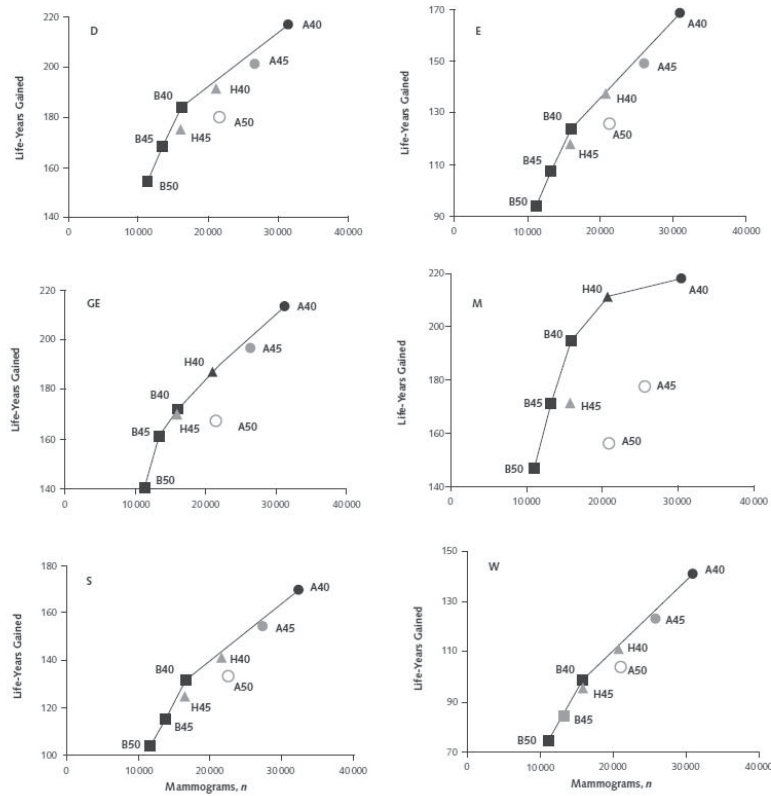 D
Life-Years Gained
220
200
180
160
140
0
10 000
20 000
30 000
40 000
A40
A45
B40
H40
B45
H45
A50
B50
E
Life-Years Gained
170
150
130
110
90
0
10 000
20 000
30 000
40 000
A40
A45
H40
B40
A50
B45
H45
B50
GE
Life-Years Gained
220
200
180
160
140
0
10 000
20 000
30 000
40 000
A40
A45
H40
B40
H45
A50
B45
B50
M
Life-Years Gained
220
200
180
160
140
0
10 000
20 000
30 000
40 000
H40
A40
B40
A45
B45
H45
A50
B50
S
Life-Years Gained
180
160
140
120
100
0
10 000
20 000
30 000
40 000
Mammograms, n
A40
A45
B40
H40
A50
H45
B45
B50
W
Life-Years Gained
150
130
110
90
70
0
10 000
20 000
30 000
40 000
Mammograms, n
A40
A45
H40
B40
A50
H45
B45
B50